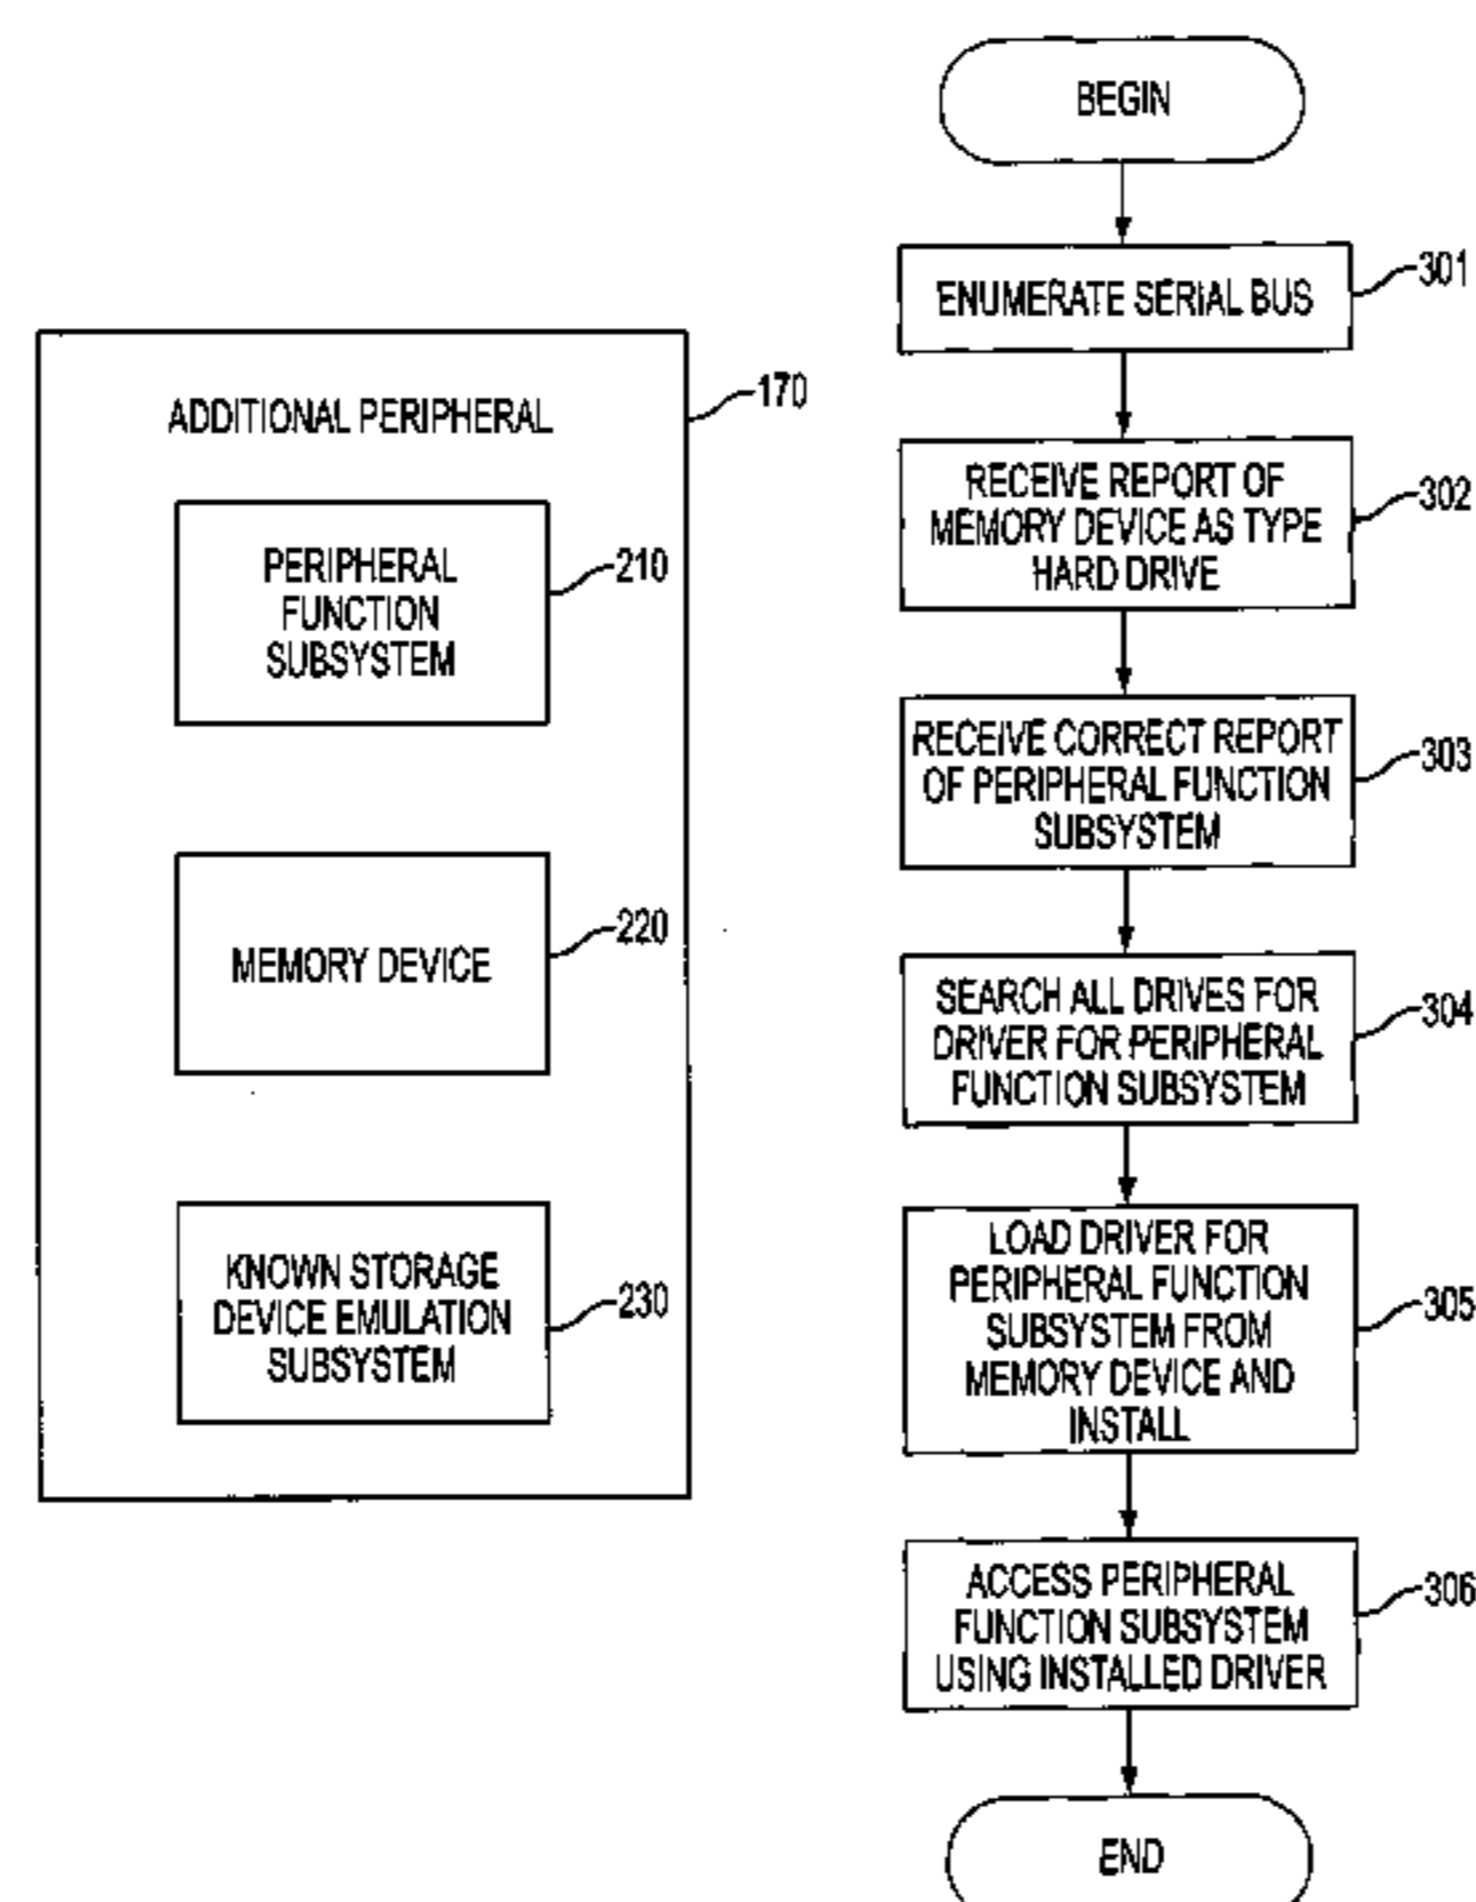 ADDITIONAL PERIPHERAL
170
PERIPHERAL
FUNCTION
SUBSYSTEM
210
MEMORY DEVICE
220
KNOWN STORAGE
DEVICE EMULATION
SUBSYSTEM
230
BEGIN
ENUMERATE SERIAL BUS
301
RECEIVE REPORT OF
MEMORY DEVICE AS TYPE
HARD DRIVE
302
RECEIVE CORRECT REPORT
OF PERIPHERAL FUNCTION
SUBSYSTEM
303
SEARCH ALL DRIVES FOR
DRIVER FOR PERIPHERAL
FUNCTION SUBSYSTEM
304
LOAD DRIVER FOR
PERIPHERAL FUNCTION
SUBSYSTEM FROM
MEMORY DEVICE AND
INSTALL
305
ACCESS PERIPHERAL
FUNCTION SUBSYSTEM
USING INSTALLED DRIVER
306
END